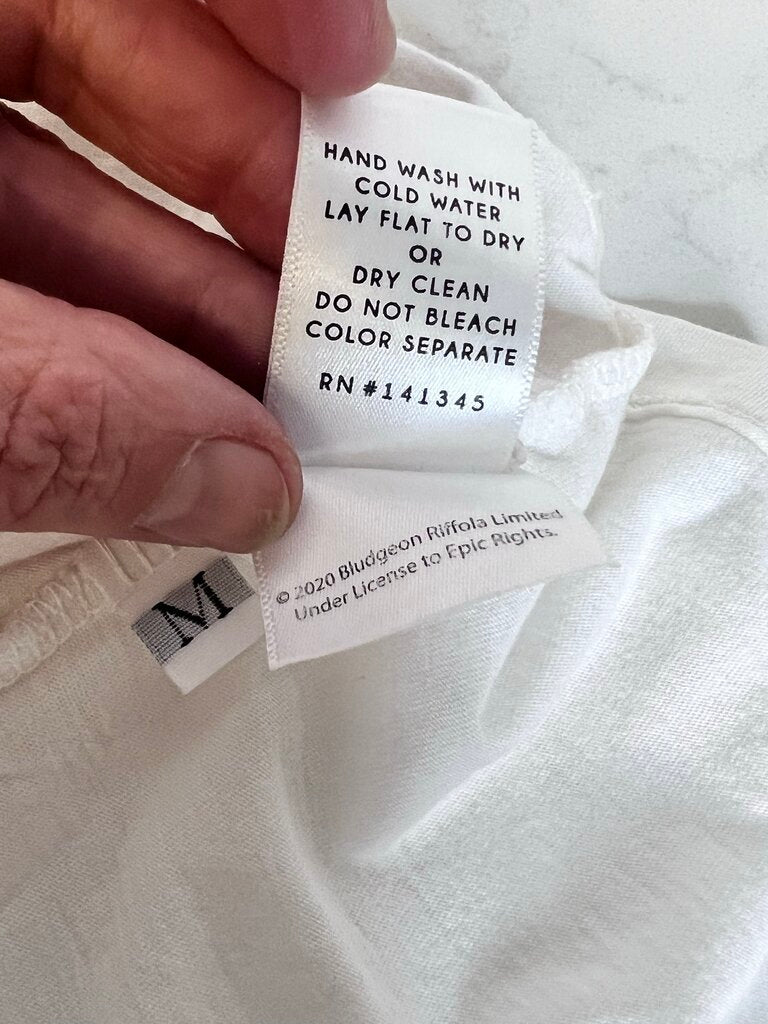 HAND WASH WITH
COLD WATER
LAY FLAT TO DRY
OR
DRY CLEAN
DO NOT BLEACH
COLOR SEPARATE
RN #141345
© 2020 Bludgeon Riffola Limited
Under License to Epic Rights.
M